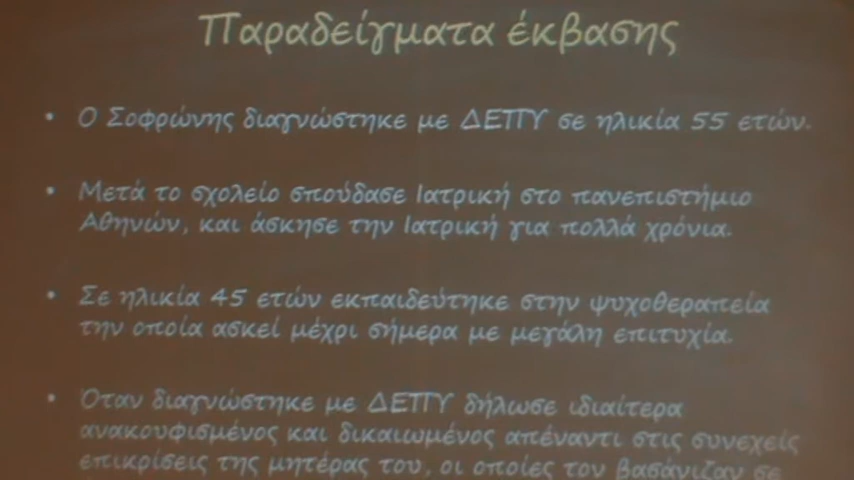 Παραδείγματα έκβασης
• Ο Σοφρώνης διαγνώστηκε με ΔΕΠΥ σε ηλικία 55 ετών.
• Μετά το σχολείο σπούδασε Ιατρική στο πανεπιστήμιο
Αθηνών, και άσκησε την Ιατρική για πολλά χρόνια.
• Σε ηλικία 45 ετών εκπαιδεύτηκε στην ψυχοθεραπεία
την οποία ασκεί μέχρι σήμερα με μεγάλη επιτυχία.
• Όταν διαγνώστηκε με ΔΕΠΥ δήλωσε ιδιαίτερα
ανακουφισμένος και δικαιωμένος απέναντι στις συνεχείς
επικρίσεις της μητέρας του, οι οποίες τον βασάνιζαν σε